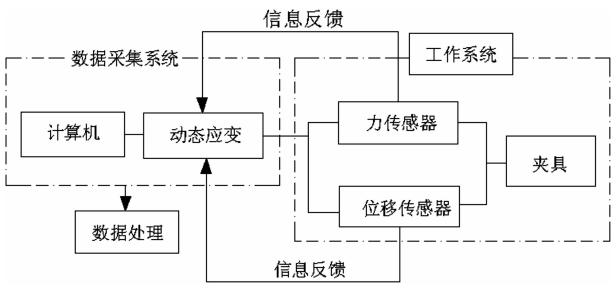 信息反馈
数据采集系统
工作系统
计算机
动态应变
力传感器
夹具
位移传感器
数据处理
信息反馈